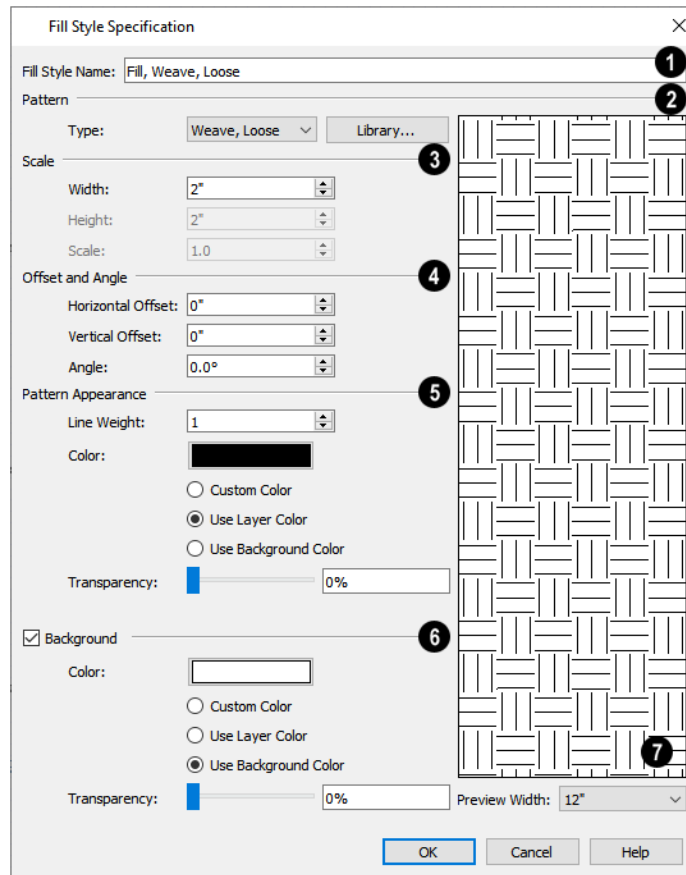 Fill Style Specification
Fill Style Name: Fill, Weave, Loose 1
Pattern 2
Type: Weave, Loose Library...
Scale 3
Width: 2"
Height: 2"
Scale: 1.0
Offset and Angle 4
Horizontal Offset: 0"
Vertical Offset: 0"
Angle: 0.0°
Pattern Appearance 5
Line Weight: 1
Color:
Custom Color
Use Layer Color
Use Background Color
Transparency: 0%
Background 6
Color:
Custom Color
Use Layer Color
Use Background Color
7
Transparency: 0% Preview Width: 12"
OK Cancel Help